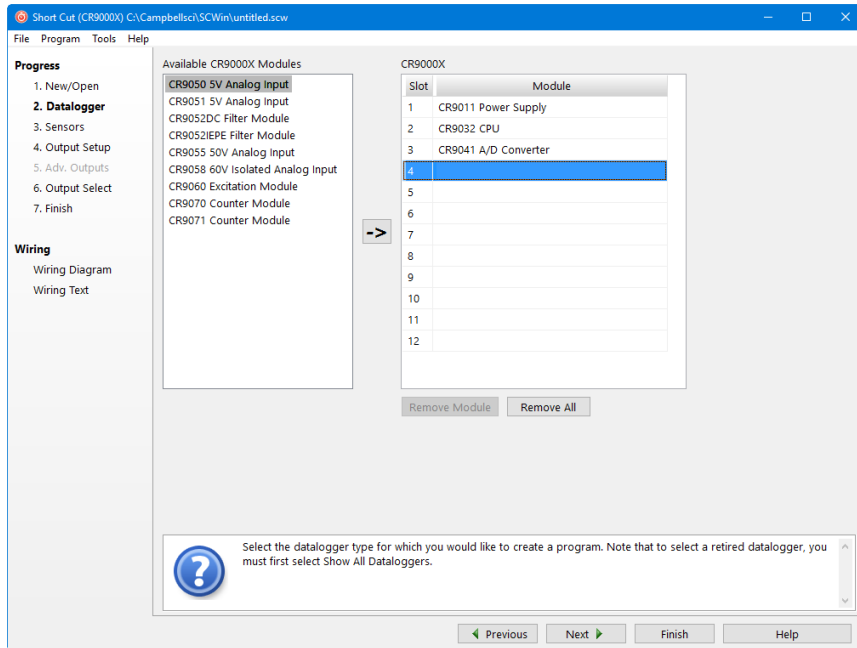 Short Cut (CR9000X) C:\Campbellsci\SCWin\untitled.scw
File Program Tools Help
Progress
1. New/Open
2. Datalogger
3. Sensors
4. Output Setup
5. Adv. Outputs
6. Output Select
7. Finish
Wiring
Wiring Diagram
Wiring Text
Available CR9000X Modules
CR9050 5V Analog Input
CR9051 5V Analog Input
CR9052DC Filter Module
CR9052IEPE Filter Module
CR9055 50V Analog Input
CR9058 60V Isolated Analog Input
CR9060 Excitation Module
CR9070 Counter Module
CR9071 Counter Module
->
CR9000X
Slot Module
1 CR9011 Power Supply
2 CR9032 CPU
3 CR9041 A/D Converter
4
5
6
7
8
9
10
11
12
Remove Module Remove All
Select the datalogger type for which you would like to create a program. Note that to select a retired datalogger, you
must first select Show All Dataloggers.
Previous Next Finish Help